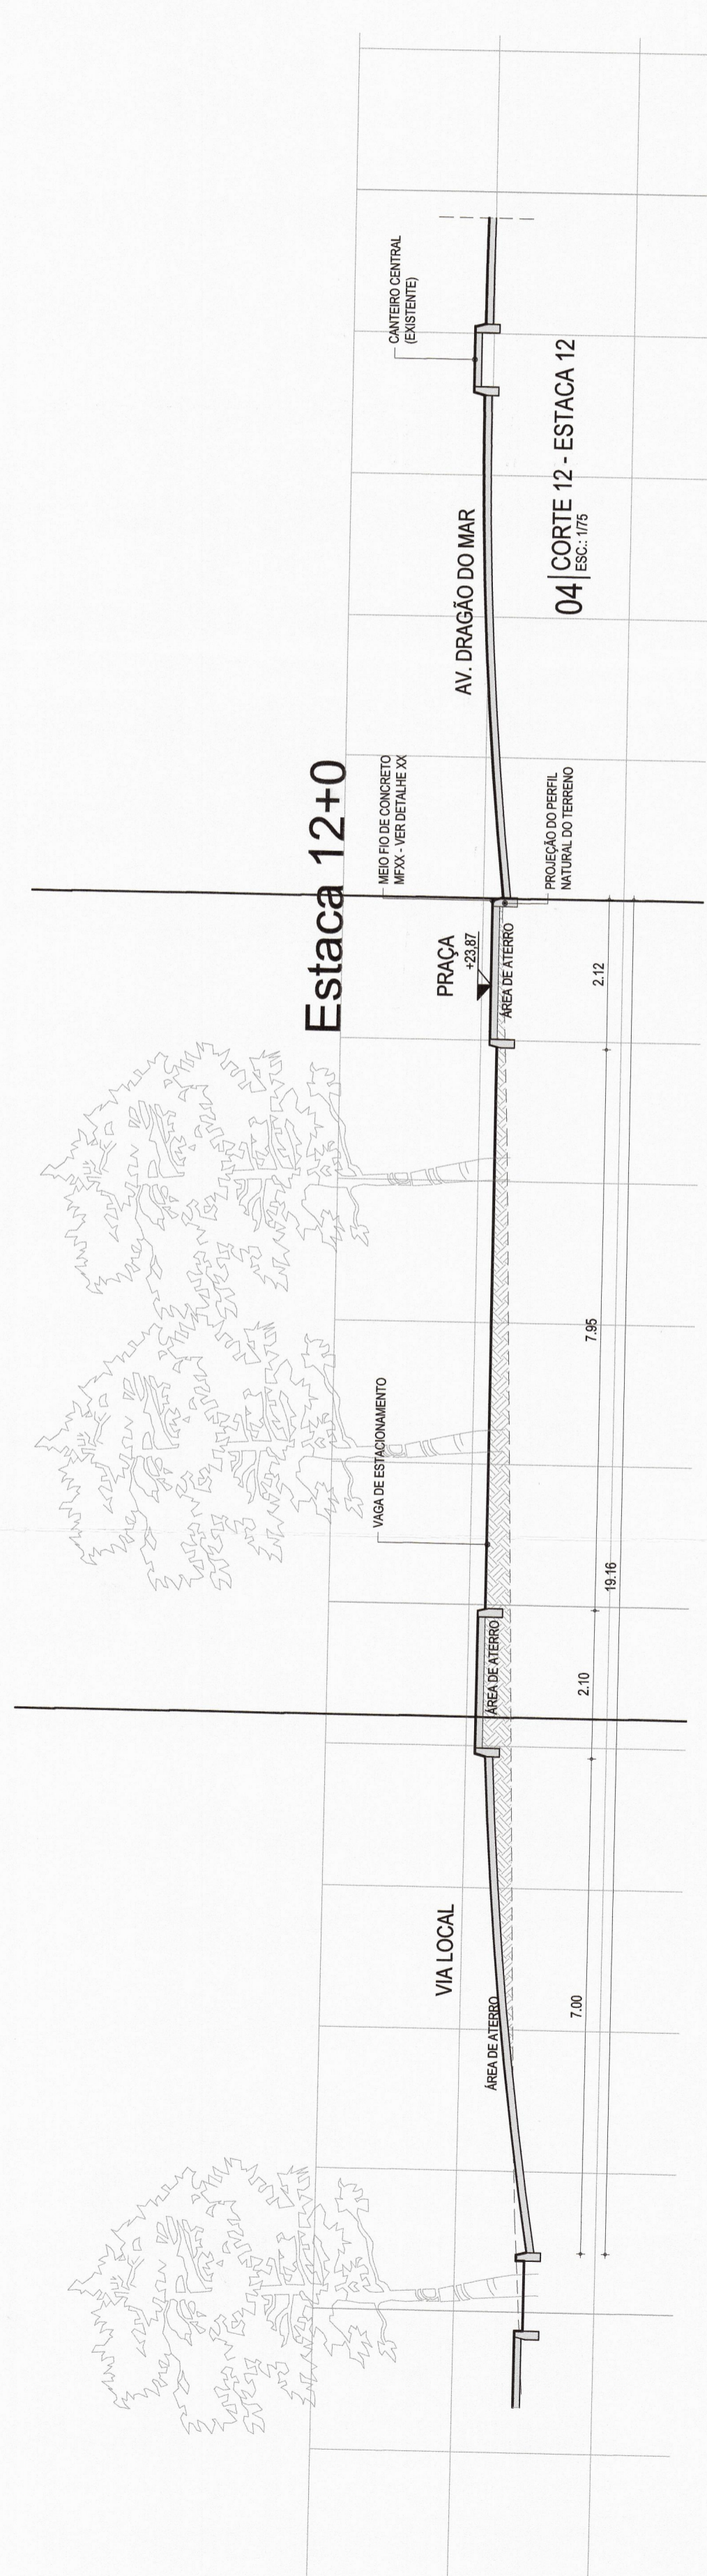 Estaca 12+0
VAGA DE ESTACIONAMENTO
MEIO FIO DE CONCRETO
MFXX - VER DETALHE XX
CANTEIRO CENTRAL
(EXISTENTE)
VIA LOCAL
PRAÇA
+23,87
AV. DRAGÃO DO MAR
ÁREA DE ATERRO
ÁREA DE ATERRO
ÁREA DE ATERRO
PROJEÇÃO DO PERFIL
NATURAL DO TERRENO
7.00
2.10
7.95
2.12
19.16
04 CORTE 12 - ESTACA 12
ESC.: 1/75